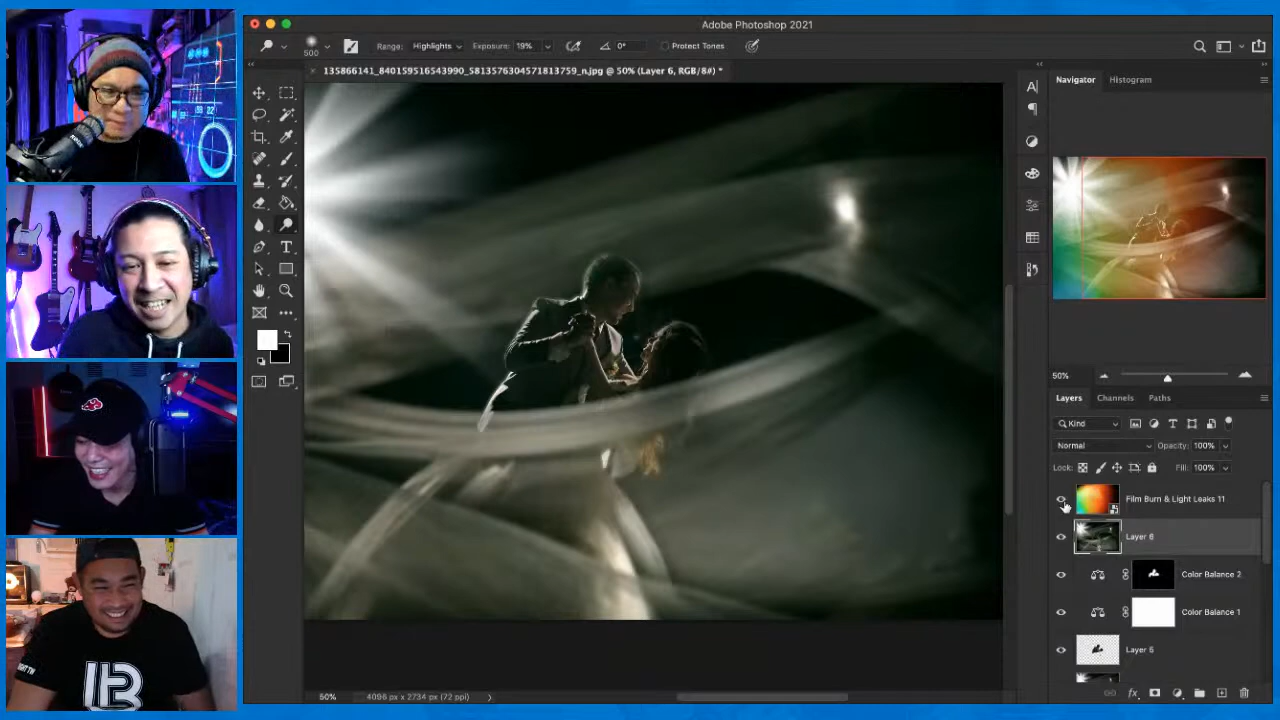 Adobe Photoshop 2021
500 Range: Highlights Exposure: 19% 0° Protect Tones
135866141_840159516543990_5813576304571813759_n.jpg @ 50% (Layer 6, RGB/8#) *
Navigator Histogram
50%
Layers Channels Paths
Kind
Normal Opacity: 100%
Lock: Fill: 100%
Film Burn & Light Leaks 11
Layer 6
Color Balance 2
Color Balance 1
Layer 5
fx
50% 4096 px x 2734 px (72 ppi)